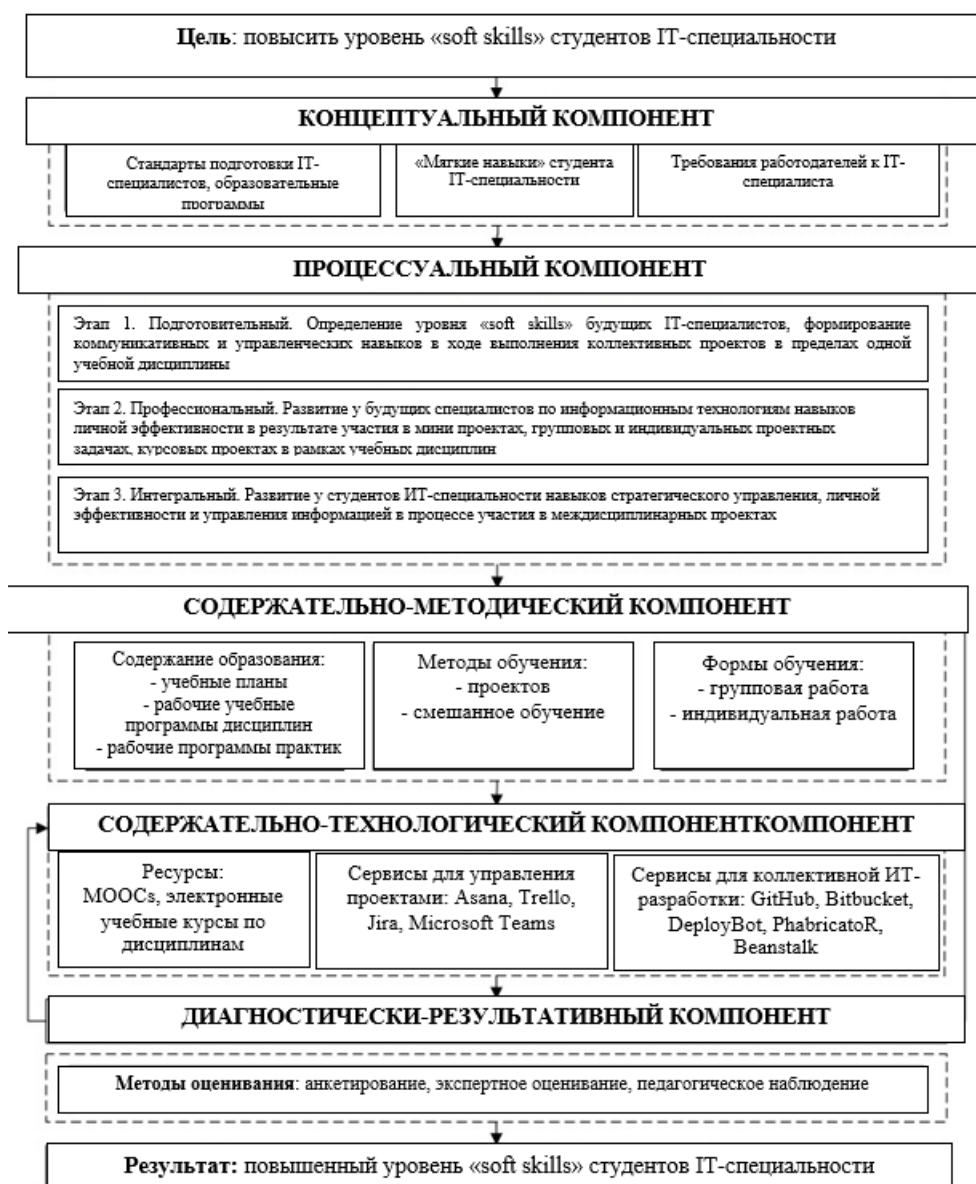 Цель: повысить уровень «soft skills» студентов IT-специальности
КОНЦЕПТУАЛЬНЫЙ КОМПОНЕНТ
Стандарты подготовки IT-
специалистов, образовательные
программы
«Мягкие навыки» студента
IT-специальности
Требования работодателей к IT-
специалиста
ПРОЦЕССУАЛЬНЫЙ КОМПОНЕНТ
Этап 1. Подготовительный. Определение уровня «soft skills» будущих IT-специалистов, формирование
коммуникативных и управленческих навыков в ходе выполнения коллективных проектов в пределах одной
учебной дисциплины
Этап 2. Профессиональный. Развитие у будущих специалистов по информационным технологиям навыков
личной эффективности в результате участия в мини проектах, групповых и индивидуальных проектных
задачах, курсовых проектах в рамках учебных дисциплин
Этап 3. Интегральный. Развитие у студентов ИТ-специальности навыков стратегического управления, личной
эффективности и управления информацией в процессе участия в междисциплинарных проектах
СОДЕРЖАТЕЛЬНО-МЕТОДИЧЕСКИЙ КОМПОНЕНТ
Содержание образования:
- учебные планы
- рабочие учебные
программы дисциплин
- рабочие программы практик
Методы обучения:
- проектов
- смешанное обучение
Формы обучения:
- групповая работа
- индивидуальная работа
СОДЕРЖАТЕЛЬНО-ТЕХНОЛОГИЧЕСКИЙ КОМПОНЕНТКОМПОНЕНТ
Ресурсы:
MOOCs, электронные
учебные курсы по
дисциплинам
Сервисы для управления
проектами: Asana, Trello,
Jira, Microsoft Teams
Сервисы для коллективной ИТ-
разработки: GitHub, Bitbucket,
DeployBot, PhabricatoR,
Beanstalk
ДИАГНОСТИЧЕСКИ-РЕЗУЛЬТАТИВНЫЙ КОМПОНЕНТ
Методы оценивания: анкетирование, экспертное оценивание, педагогическое наблюдение
Результат: повышенный уровень «soft skills» студентов IT-специальности